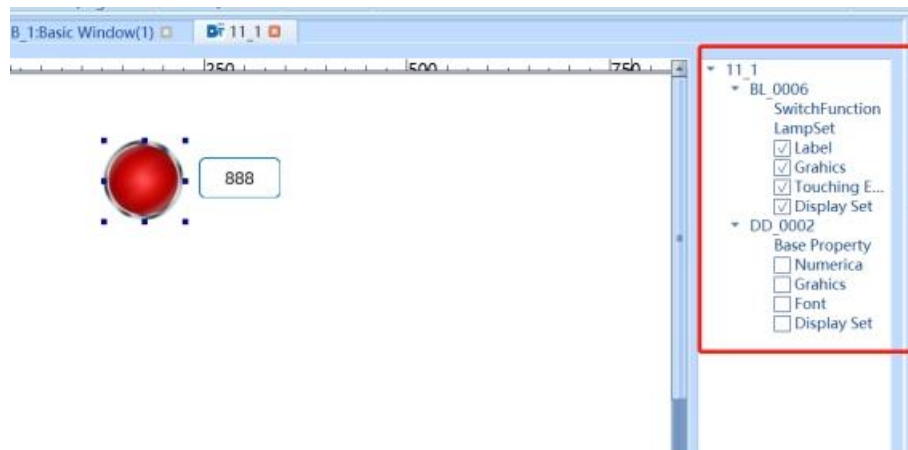 B_1:Basic Window(1)
11_1
250
500
750
888
11_1
BL_0006
SwitchFunction
LampSet
Label
Grahics
Touching E...
Display Set
DD_0002
Base Property
Numerica
Grahics
Font
Display Set